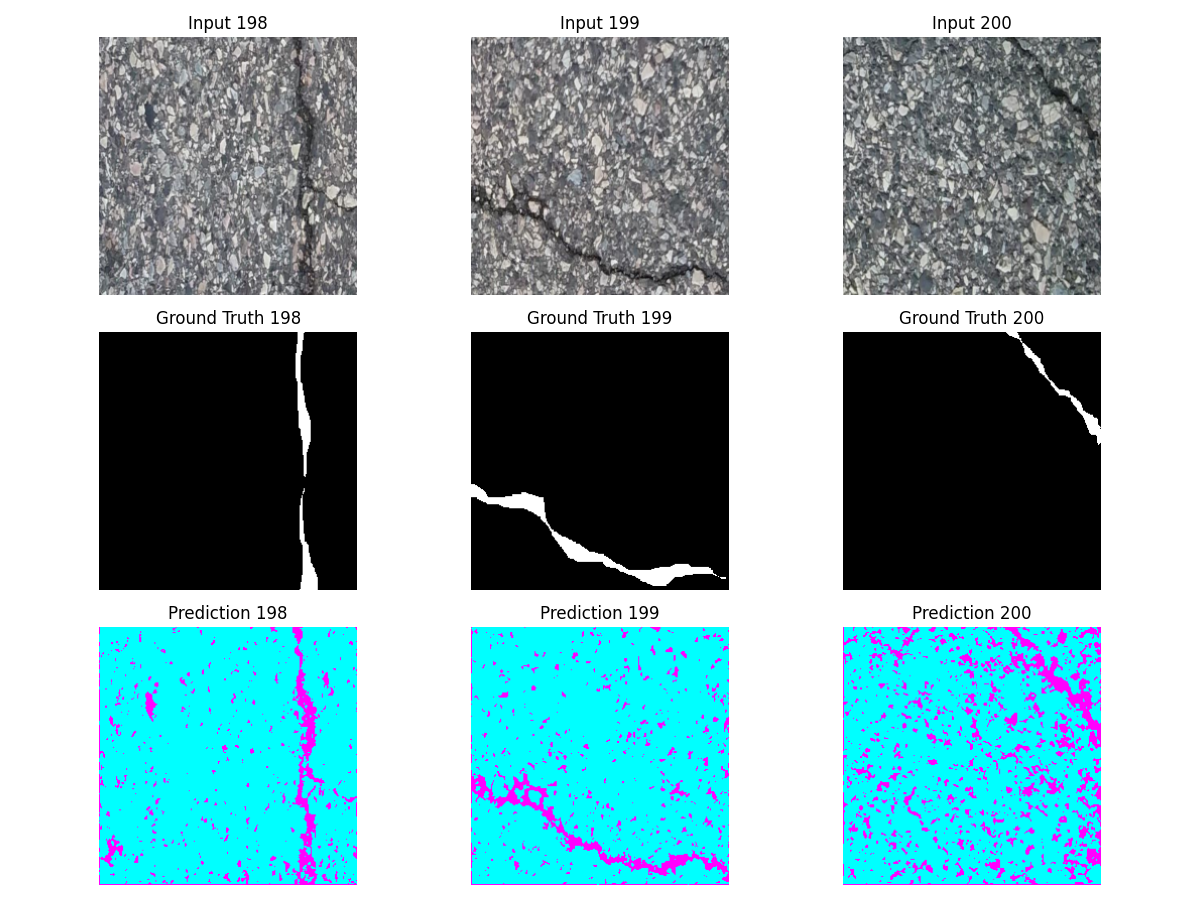 Input 198
Input 199
Input 200
Ground Truth 198
Ground Truth 199
Ground Truth 200
Prediction 198
Prediction 199
Prediction 200